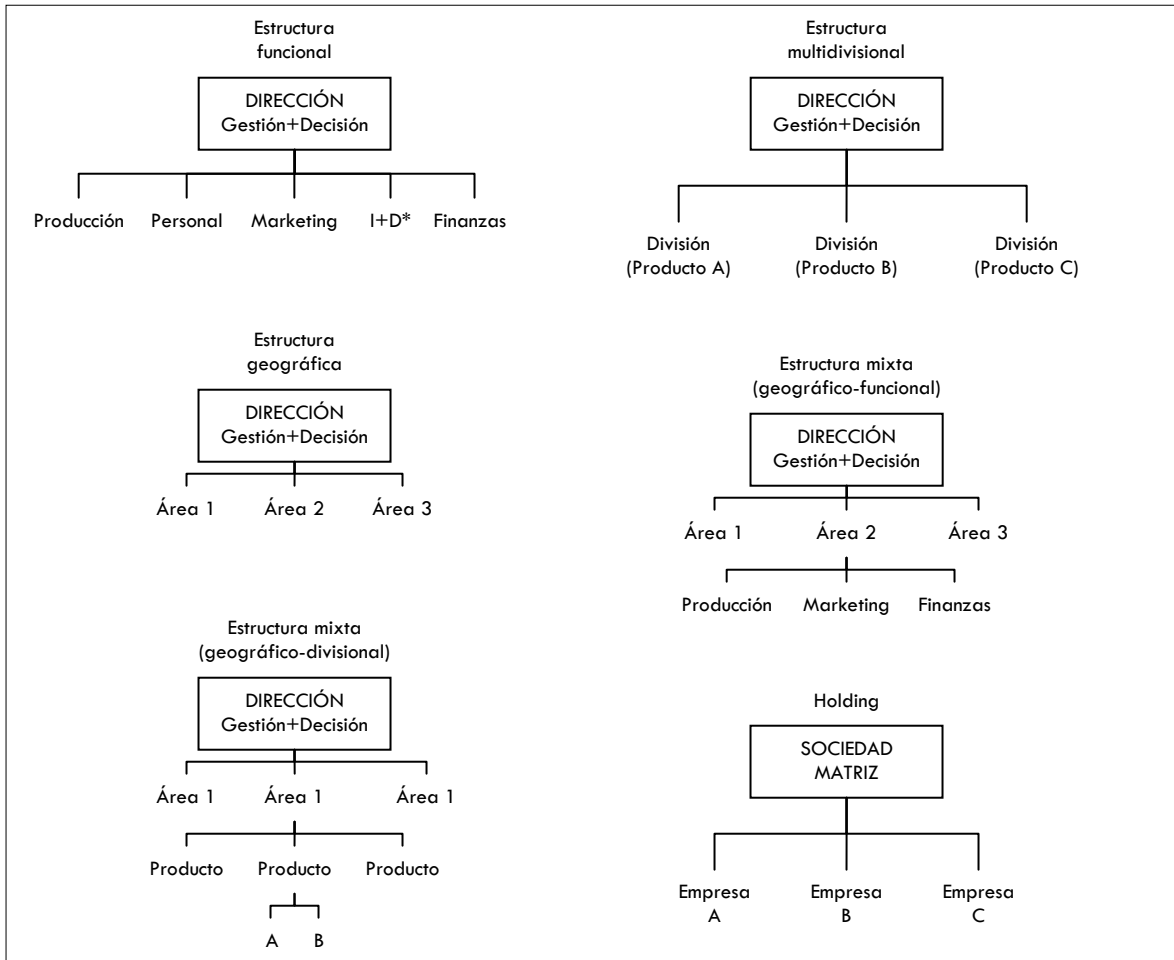 Estructura
funcional
DIRECCIÓN
Gestión+Decisión
Producción Personal Marketing I+D* Finanzas
Estructura
multidivisional
DIRECCIÓN
Gestión+Decisión
División División División
(Producto A) (Producto B) (Producto C)
Estructura
geográfica
DIRECCIÓN
Gestión+Decisión
Área 1 Área 2 Área 3
Estructura mixta
(geográfico-funcional)
DIRECCIÓN
Gestión+Decisión
Área 1 Área 2 Área 3
Producción Marketing Finanzas
Estructura mixta
(geográfico-divisional)
DIRECCIÓN
Gestión+Decisión
Área 1 Área 1 Área 1
Producto Producto Producto
A B
Holding
SOCIEDAD
MATRIZ
Empresa Empresa Empresa
A B C